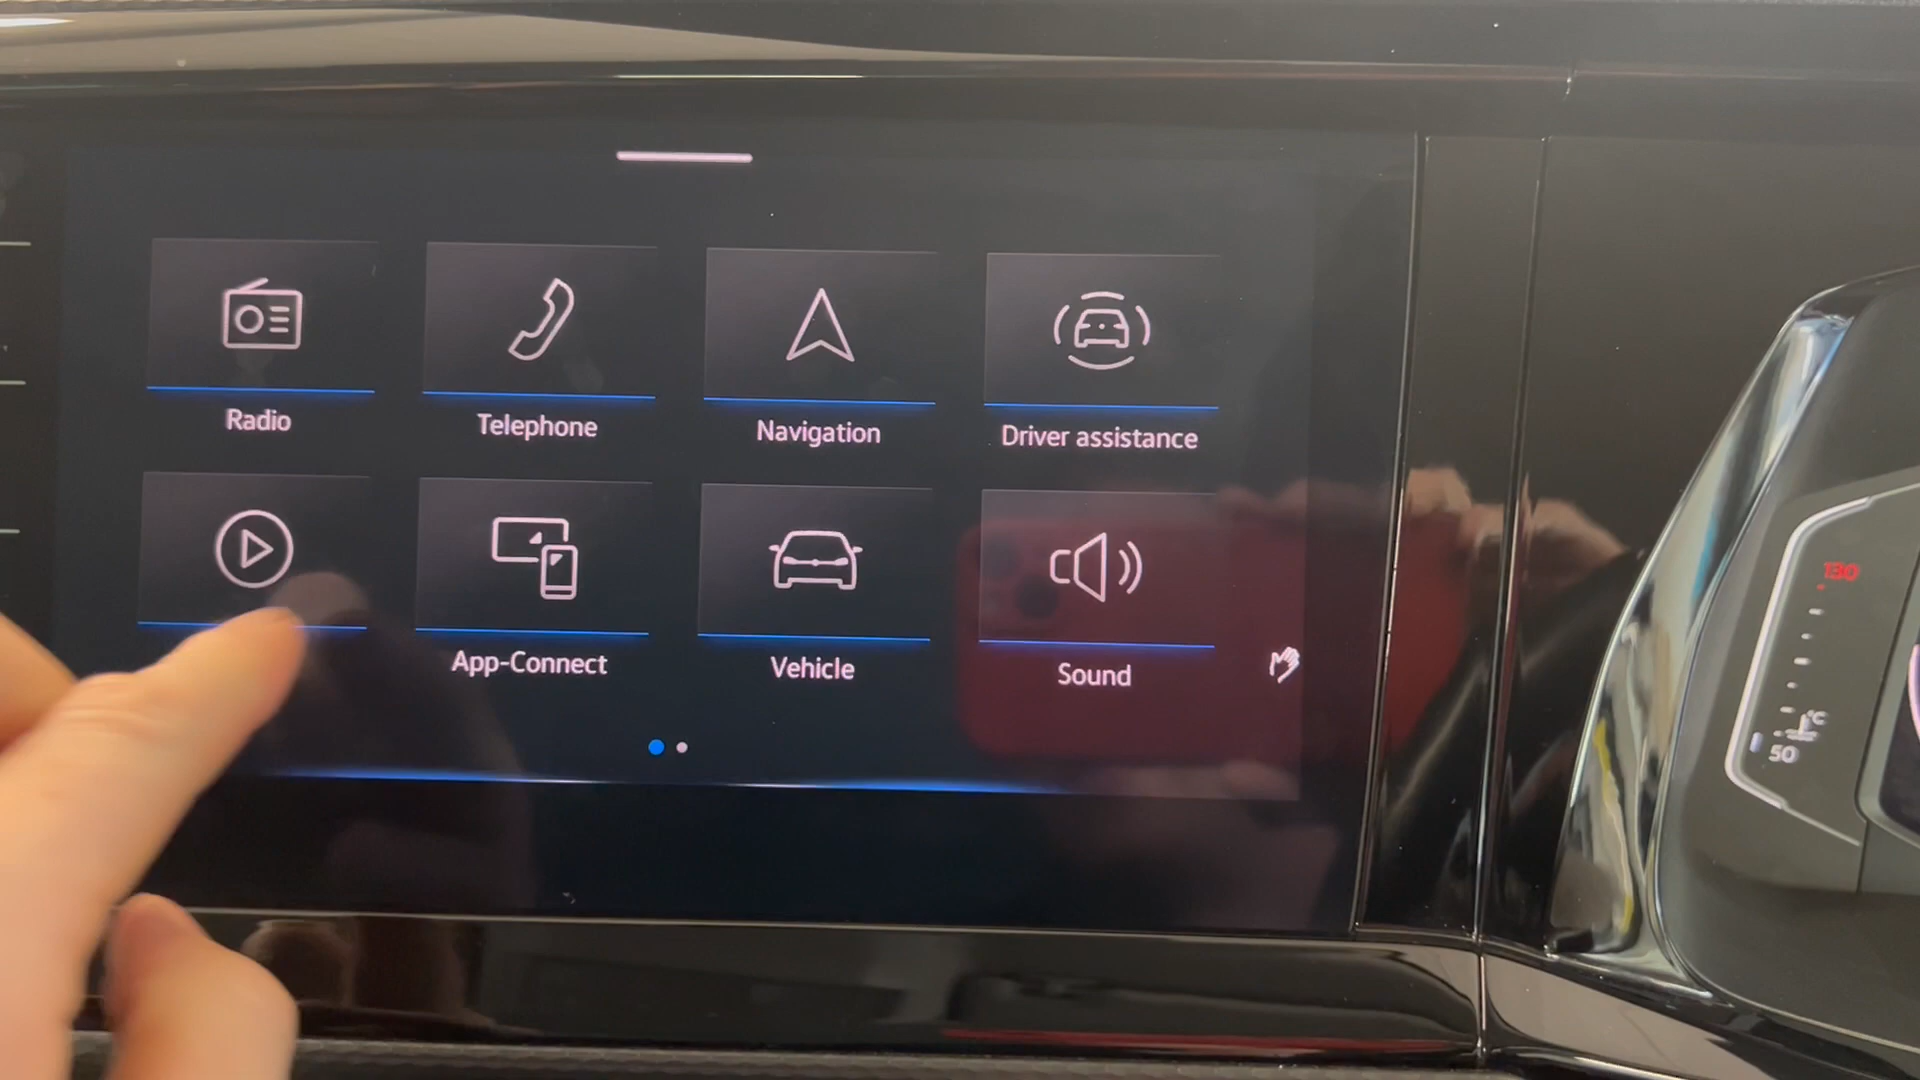 Radio
Telephone
Navigation
Driver assistance
App-Connect
Vehicle
Sound
130
°C
50